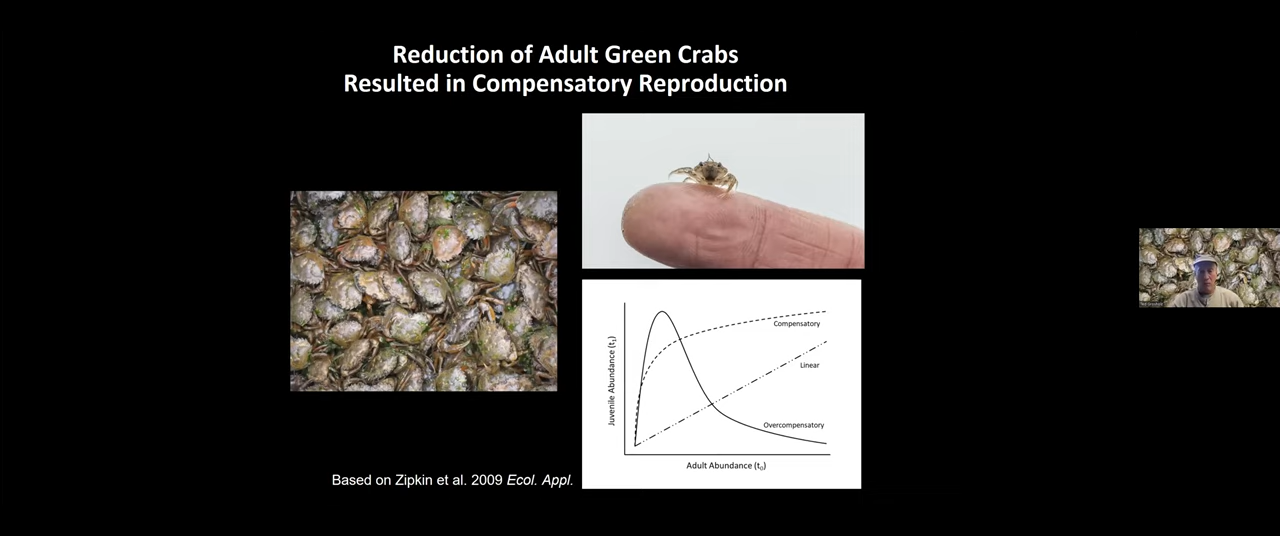 Reduction of Adult Green Crabs
Resulted in Compensatory Reproduction
Juvenile Abundance (t₁)
Compensatory
Linear
Overcompensatory
Adult Abundance (t₀)
Based on Zipkin et al. 2009 Ecol. Appl.